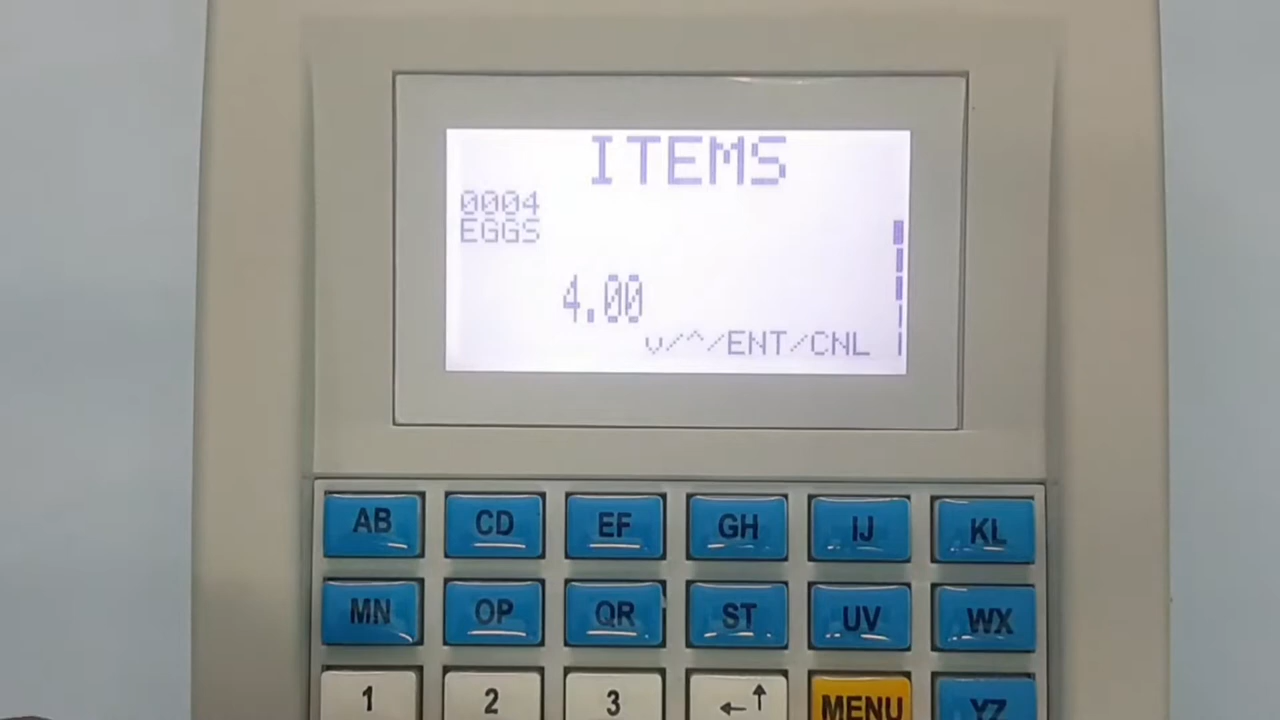 ITEMS
0004
EGGS
4.00
v/^/ENT/CNL
AB CD EF GH IJ KL
MN OP QR ST UV WX
1 2 3 ←↑ MENU YZ